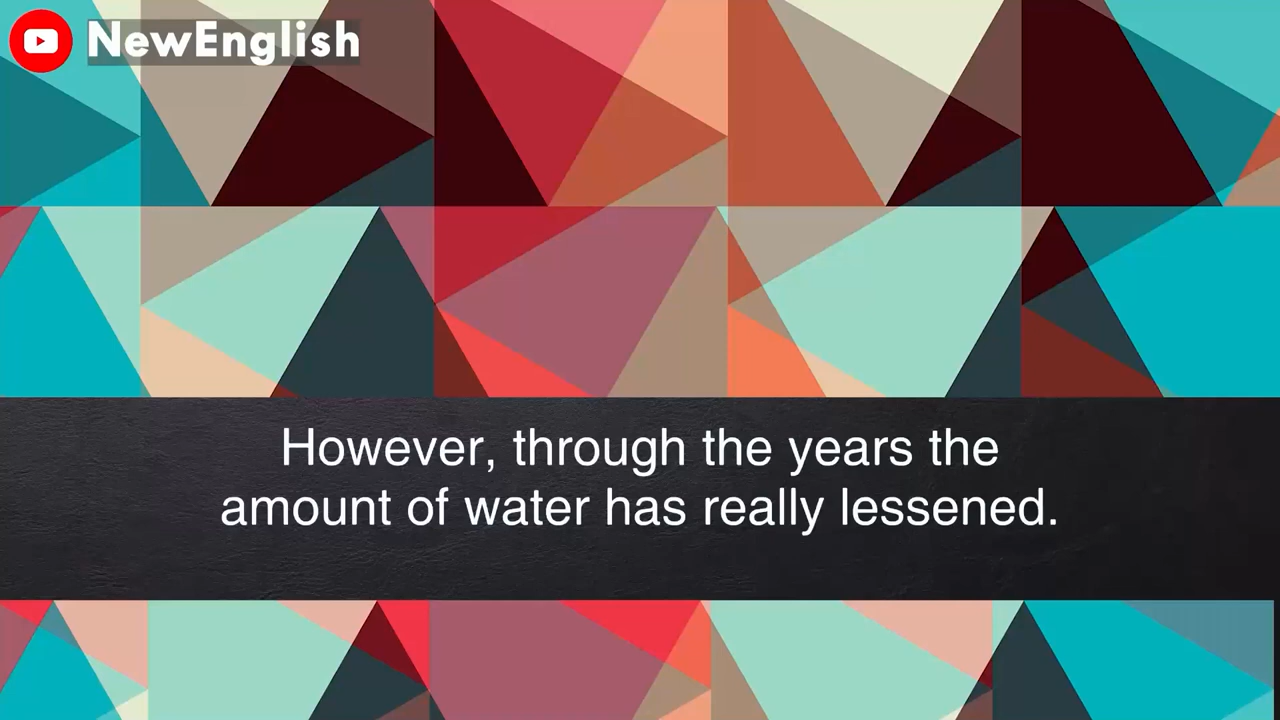 NewEnglish
However, through the years the
amount of water has really lessened.